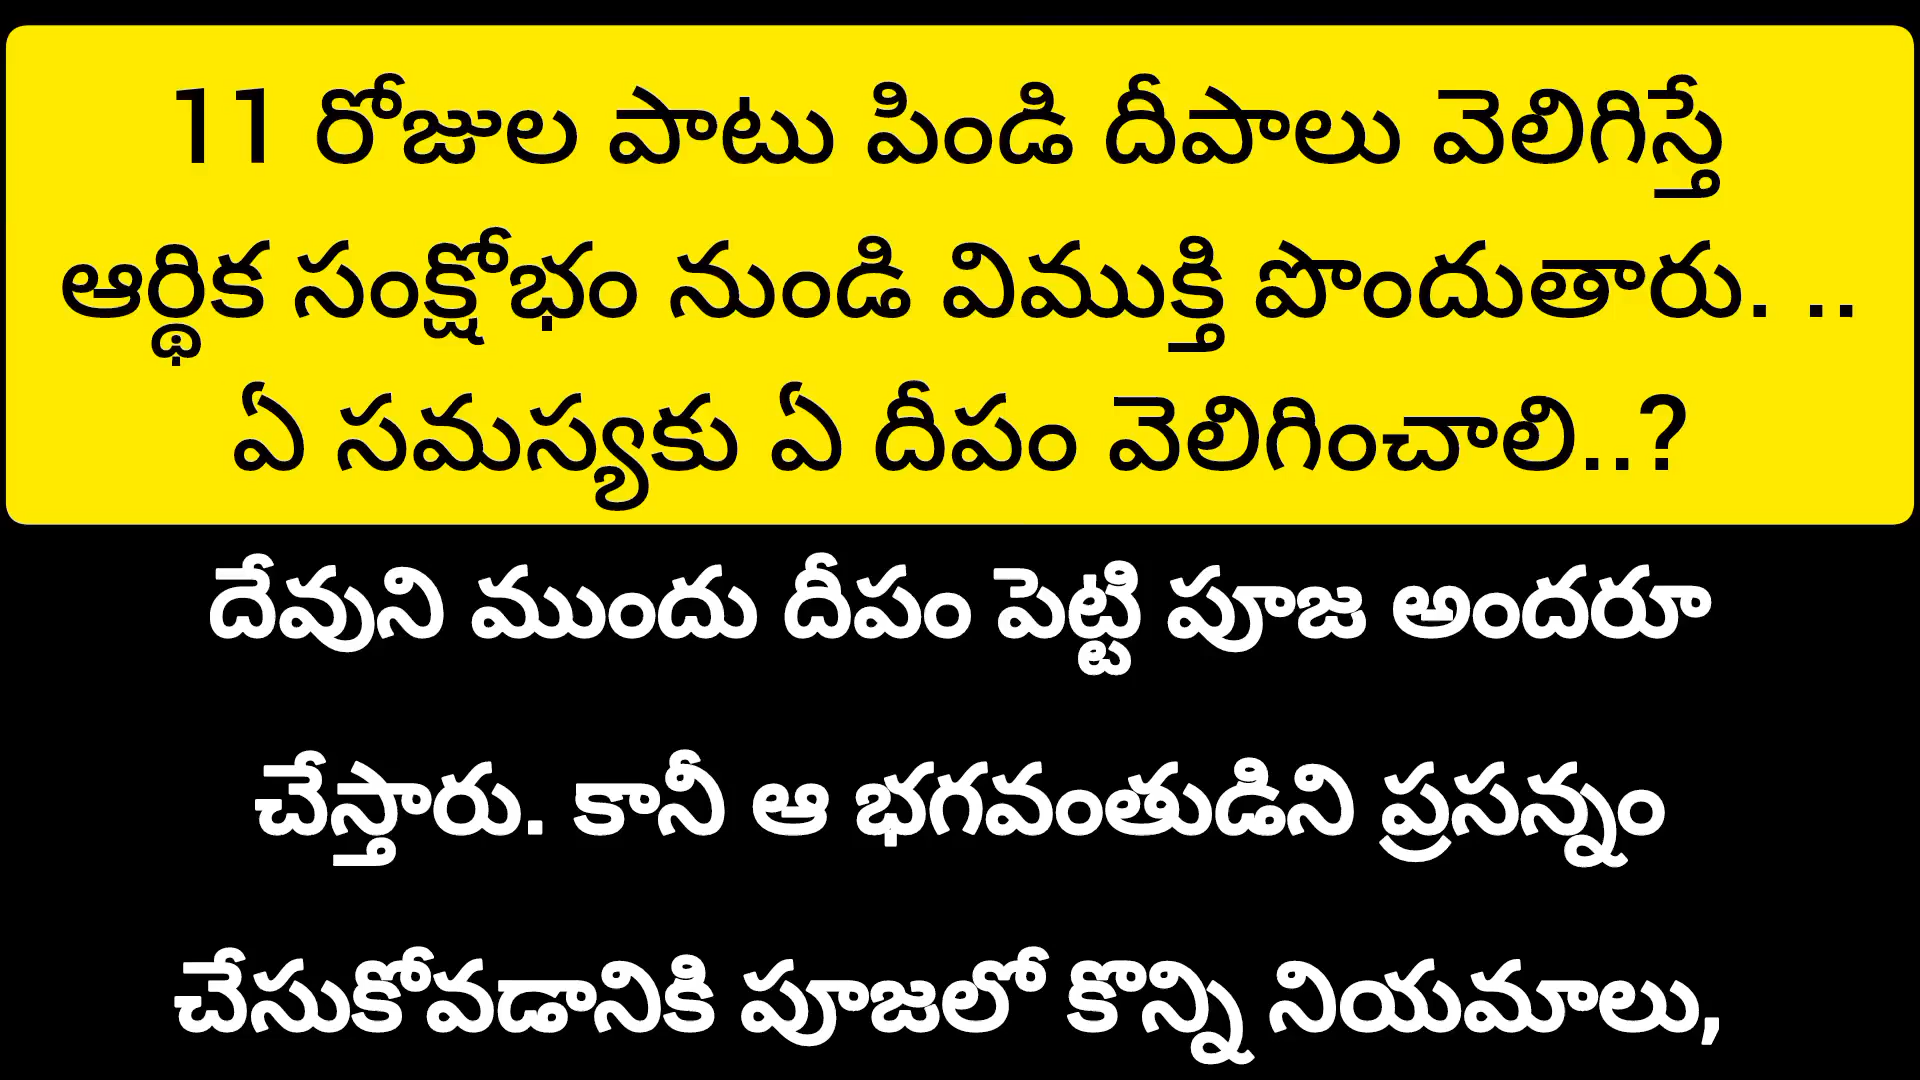 11 రోజుల పాటు పిండి దీపాలు వెలిగిస్తే
ఆర్థిక సంక్షోభం నుండి విముక్తి పొందుతారు. ..
ఏ సమస్యకు ఏ దీపం వెలిగించాలి..?
దేవుని ముందు దీపం పెట్టి పూజ అందరూ
చేస్తారు. కానీ ఆ భగవంతుడిని ప్రసన్నం
చేసుకోవడానికి పూజలో కొన్ని నియమాలు,